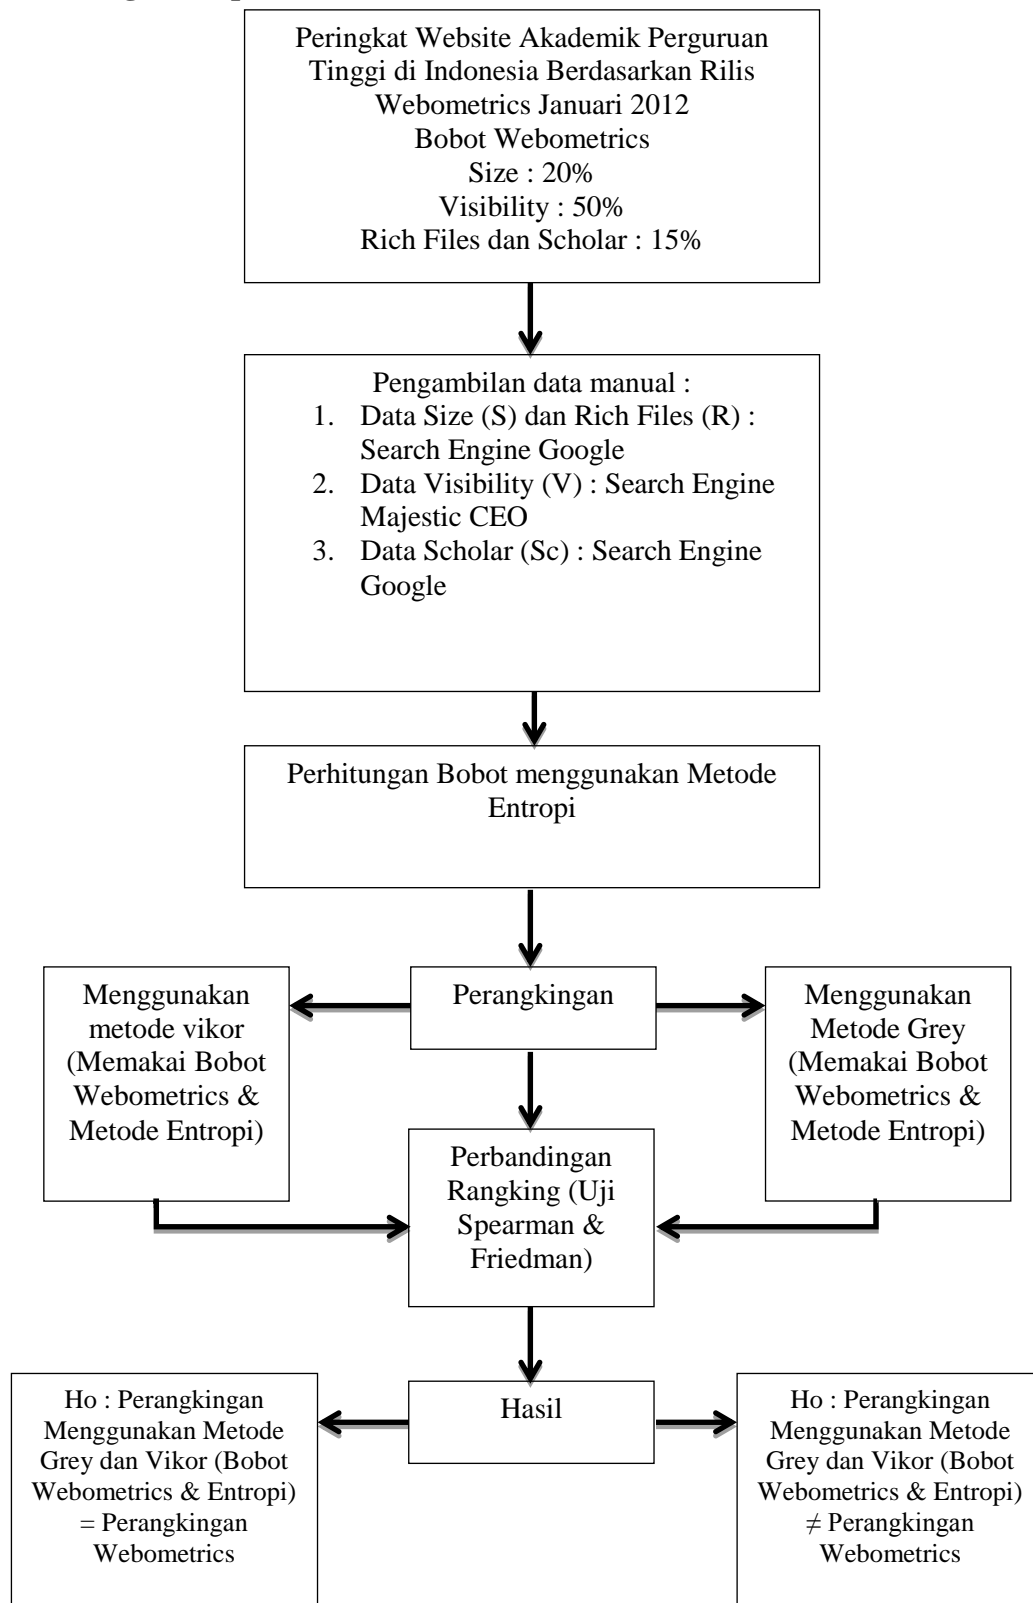 Peringkat Website Akademik Perguruan
Tinggi di Indonesia Berdasarkan Rilis
Webometrics Januari 2012
Bobot Webometrics
Size : 20%
Visibility : 50%
Rich Files dan Scholar : 15%
Pengambilan data manual :
1. Data Size (S) dan Rich Files (R) :
Search Engine Google
2. Data Visibility (V) : Search Engine
Majestic CEO
3. Data Scholar (Sc) : Search Engine
Google
Perhitungan Bobot menggunakan Metode
Entropi
Menggunakan
metode vikor
(Memakai Bobot
Webometrics &
Metode Entropi)
Perangkingan
Menggunakan
Metode Grey
(Memakai Bobot
Webometrics &
Metode Entropi)
Perbandingan
Rangking (Uji
Spearman &
Friedman)
Ho : Perangkingan
Menggunakan Metode
Grey dan Vikor (Bobot
Webometrics & Entropi)
= Perangkingan
Webometrics
Hasil
Ho : Perangkingan
Menggunakan Metode
Grey dan Vikor (Bobot
Webometrics & Entropi)
≠ Perangkingan
Webometrics